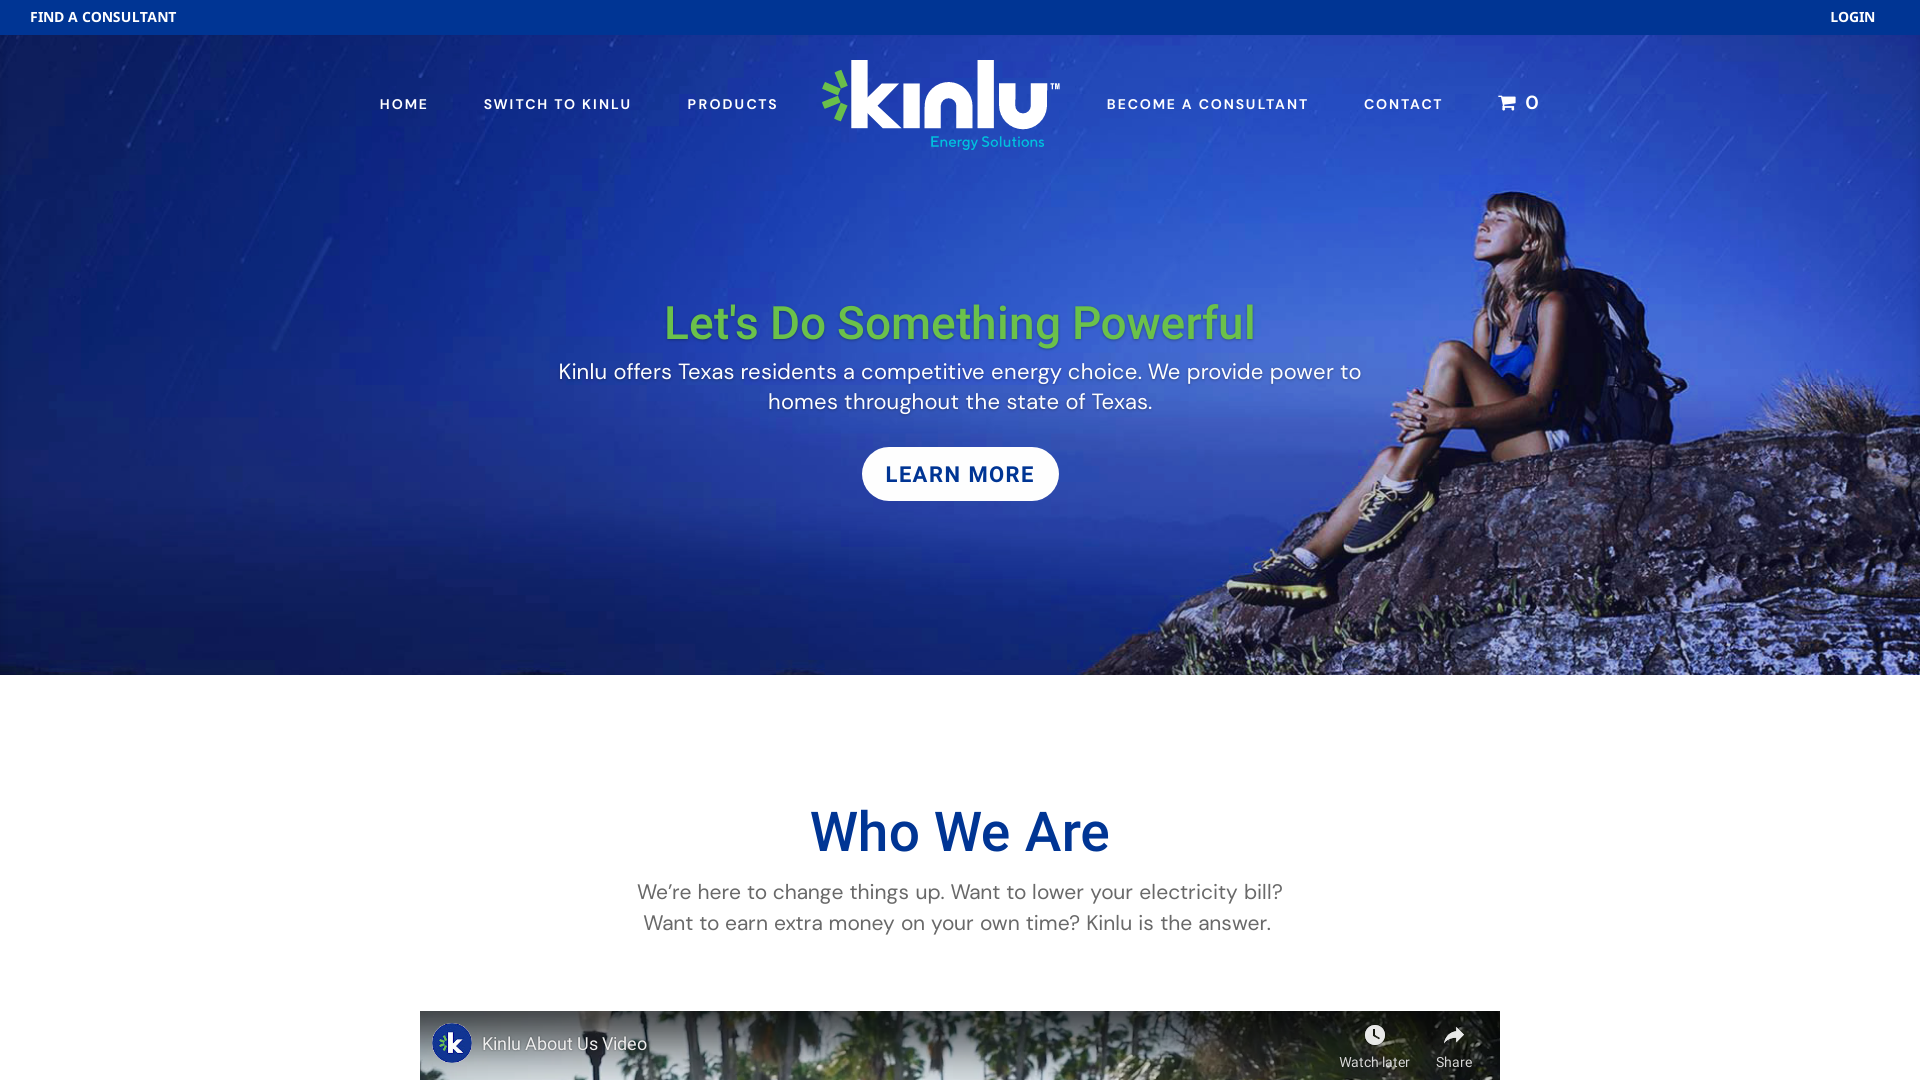 FIND A CONSULTANT
LOGIN
HOME
SWITCH TO KINLU
PRODUCTS
kinlu™
Energy Solutions
BECOME A CONSULTANT
CONTACT
0
Let's Do Something Powerful
Kinlu offers Texas residents a competitive energy choice. We provide power to
homes throughout the state of Texas.
LEARN MORE
Who We Are
We’re here to change things up. Want to lower your electricity bill?
Want to earn extra money on your own time? Kinlu is the answer.
k
Kinlu About Us Video
Watch later
Share